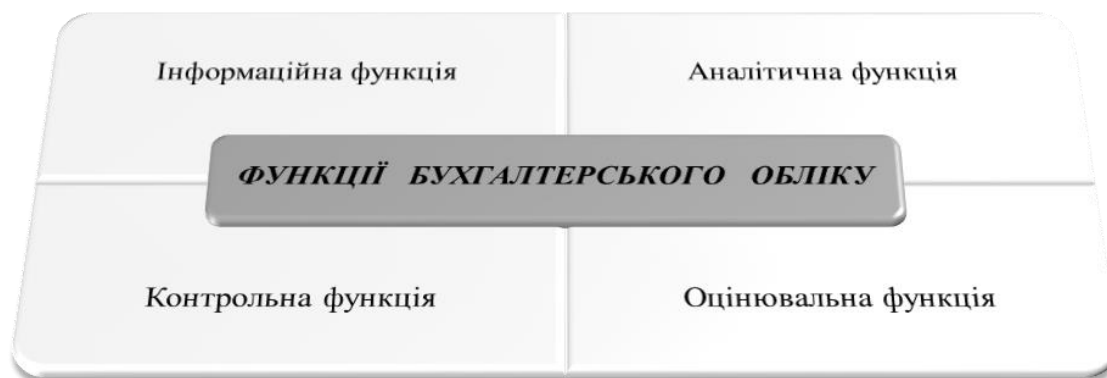 Інформаційна функція
Аналітична функція
ФУНКЦІЇ БУХГАЛТЕРСЬКОГО ОБЛІКУ
Контрольна функція
Оцінювальна функція